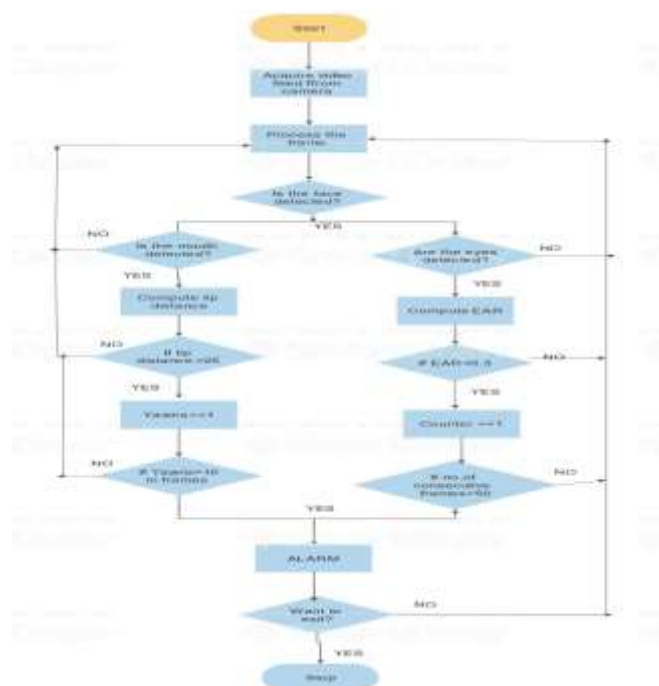 Start
Acquire video
feed from
camera
Process the
frame
Is the face
detected?
YES
NO
Is the mouth
detected?
Are the eyes
detected?
NO
YES
YES
Compute lip
distance
Compute EAR
NO
If lip
distance >25
If EAR
NO
YES
YES
Yawns+=1
Counter +=1
NO
If Yawns
in frames
If no.of
consecutive
NO
YES
ALARM
Want to
exit?
NO
YES
Stop